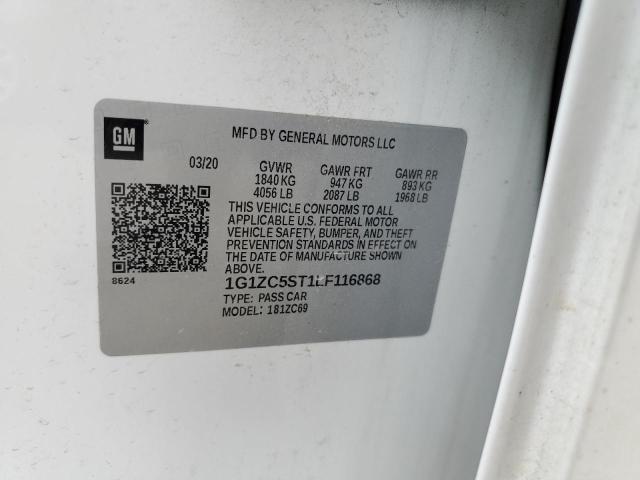 GM
MFD BY GENERAL MOTORS LLC
03/20 GVWR GAWR FRT GAWR RR
1840 KG 947 KG 893 KG
4056 LB 2087 LB 1968 LB
THIS VEHICLE CONFORMS TO ALL
APPLICABLE U.S. FEDERAL MOTOR
VEHICLE SAFETY, BUMPER, AND THEFT
PREVENTION STANDARDS IN EFFECT ON
THE DATE OF MANUFACTURE SHOWN
ABOVE.
8624
1G1ZC5ST1LF116868
TYPE: PASS CAR
MODEL: 181ZC69